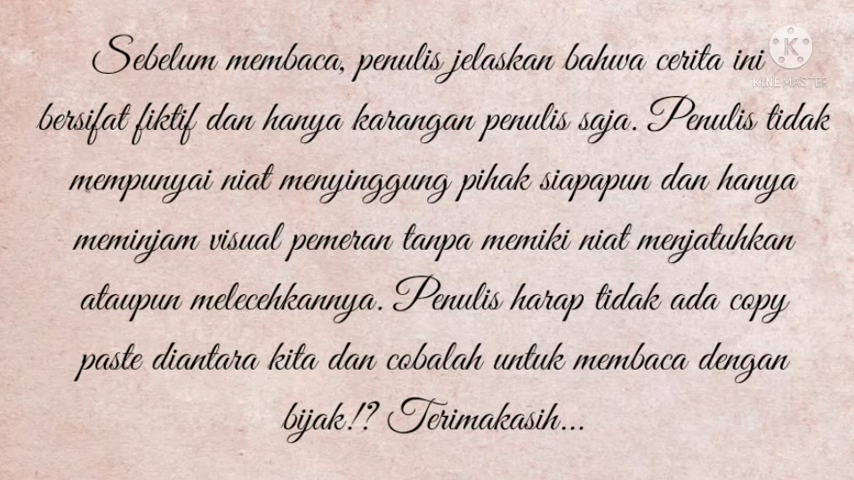 Sebelum membaca, penulis jelaskan bahwa cerita ini
bersifat fiktif dan hanya karangan penulis saja. Penulis tidak
mempunyai niat menyinggung pihak siapapun dan hanya
meminjam visual pemeran tanpa memiki niat menjatuhkan
ataupun melecehkannya. Penulis harap tidak ada copy
paste diantara kita dan cobalah untuk membaca dengan
bijak!? Terimakasih...
K
KINEMASTER